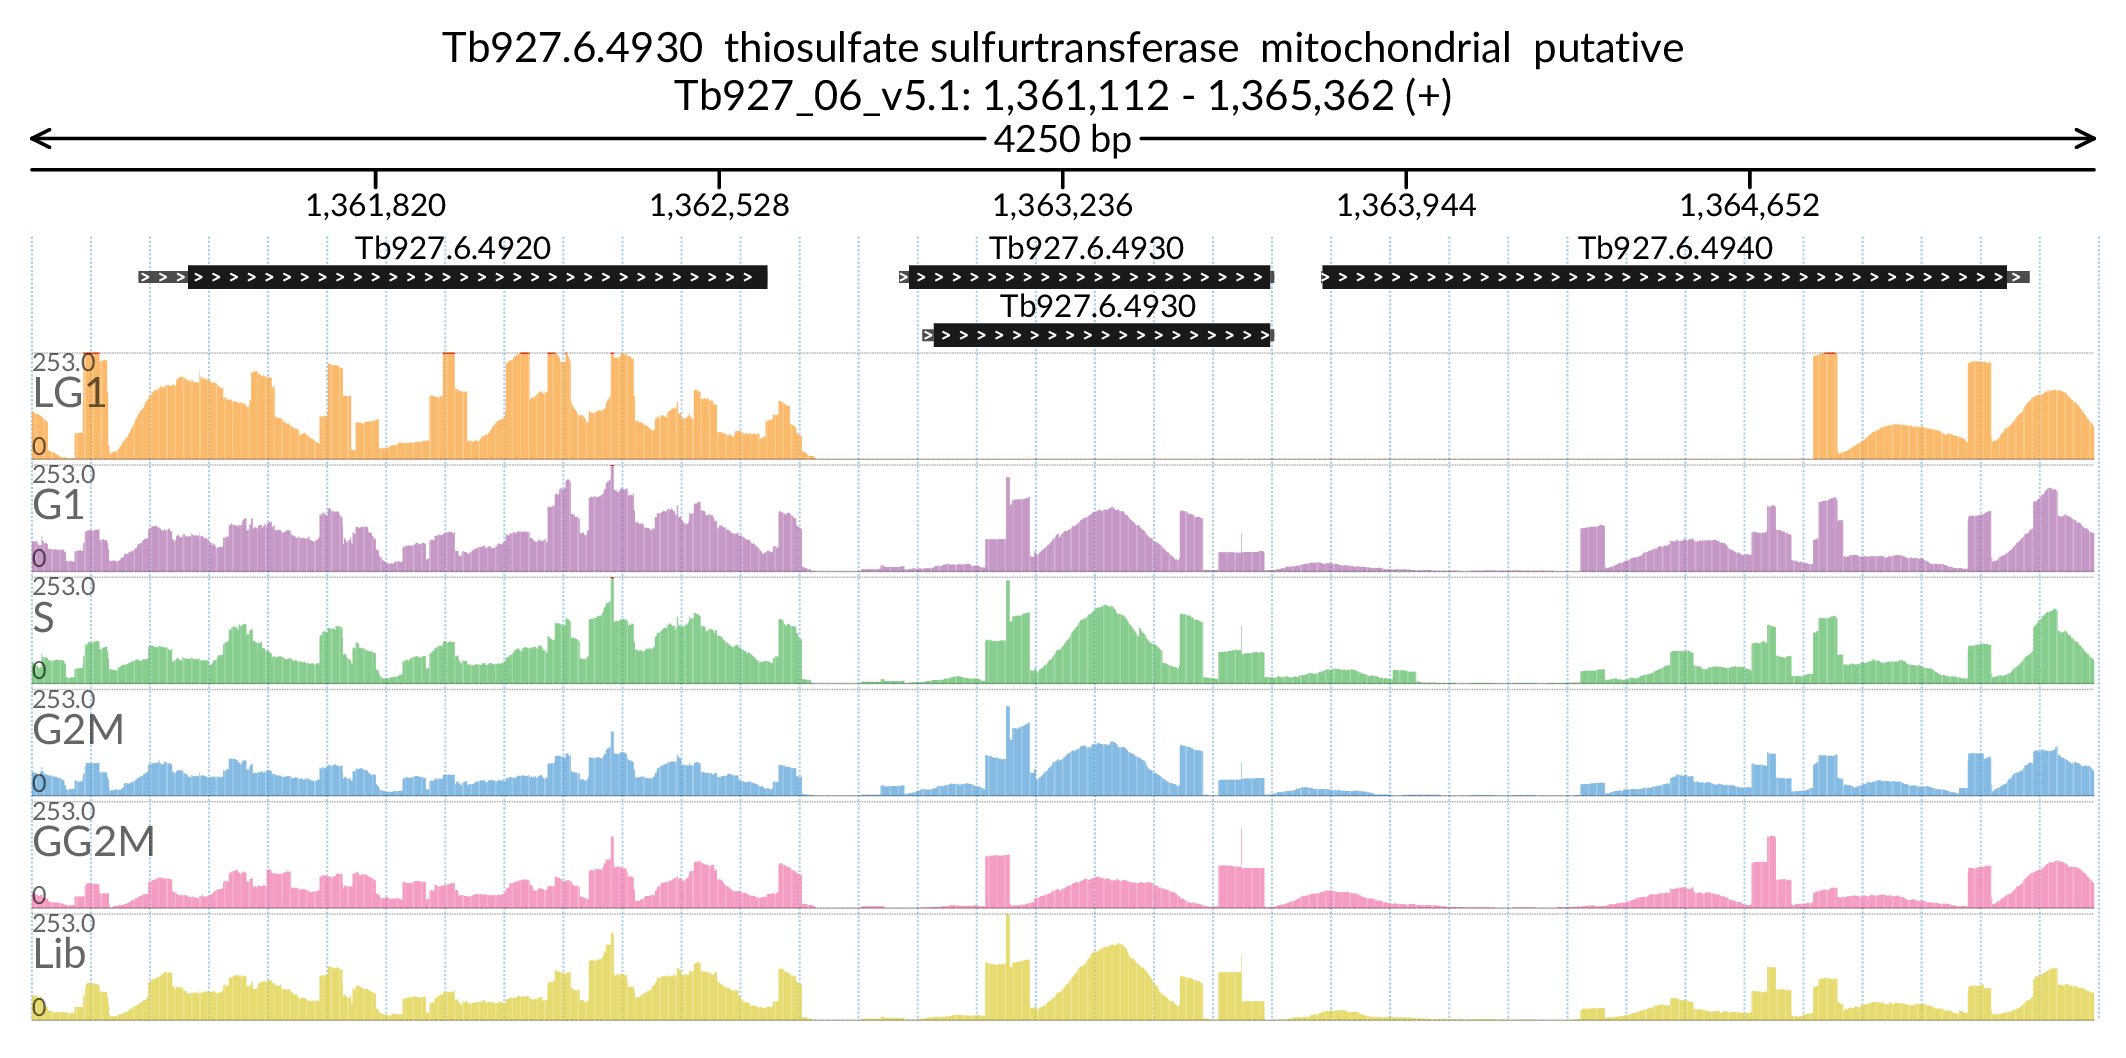 Tb927.6.4930 thiosulfate sulfurtransferase mitochondrial putative
Tb927_06_v5.1: 1,361,112 - 1,365,362 (+)
4250 bp
1,361,820 1,362,528 1,363,236 1,363,944 1,364,652
Tb927.6.4920 Tb927.6.4930 Tb927.6.4940
Tb927.6.4930
253.0
LG1
0
253.0
G1
0
253.0
S
0
253.0
G2M
0
253.0
GG2M
0
253.0
Lib
0